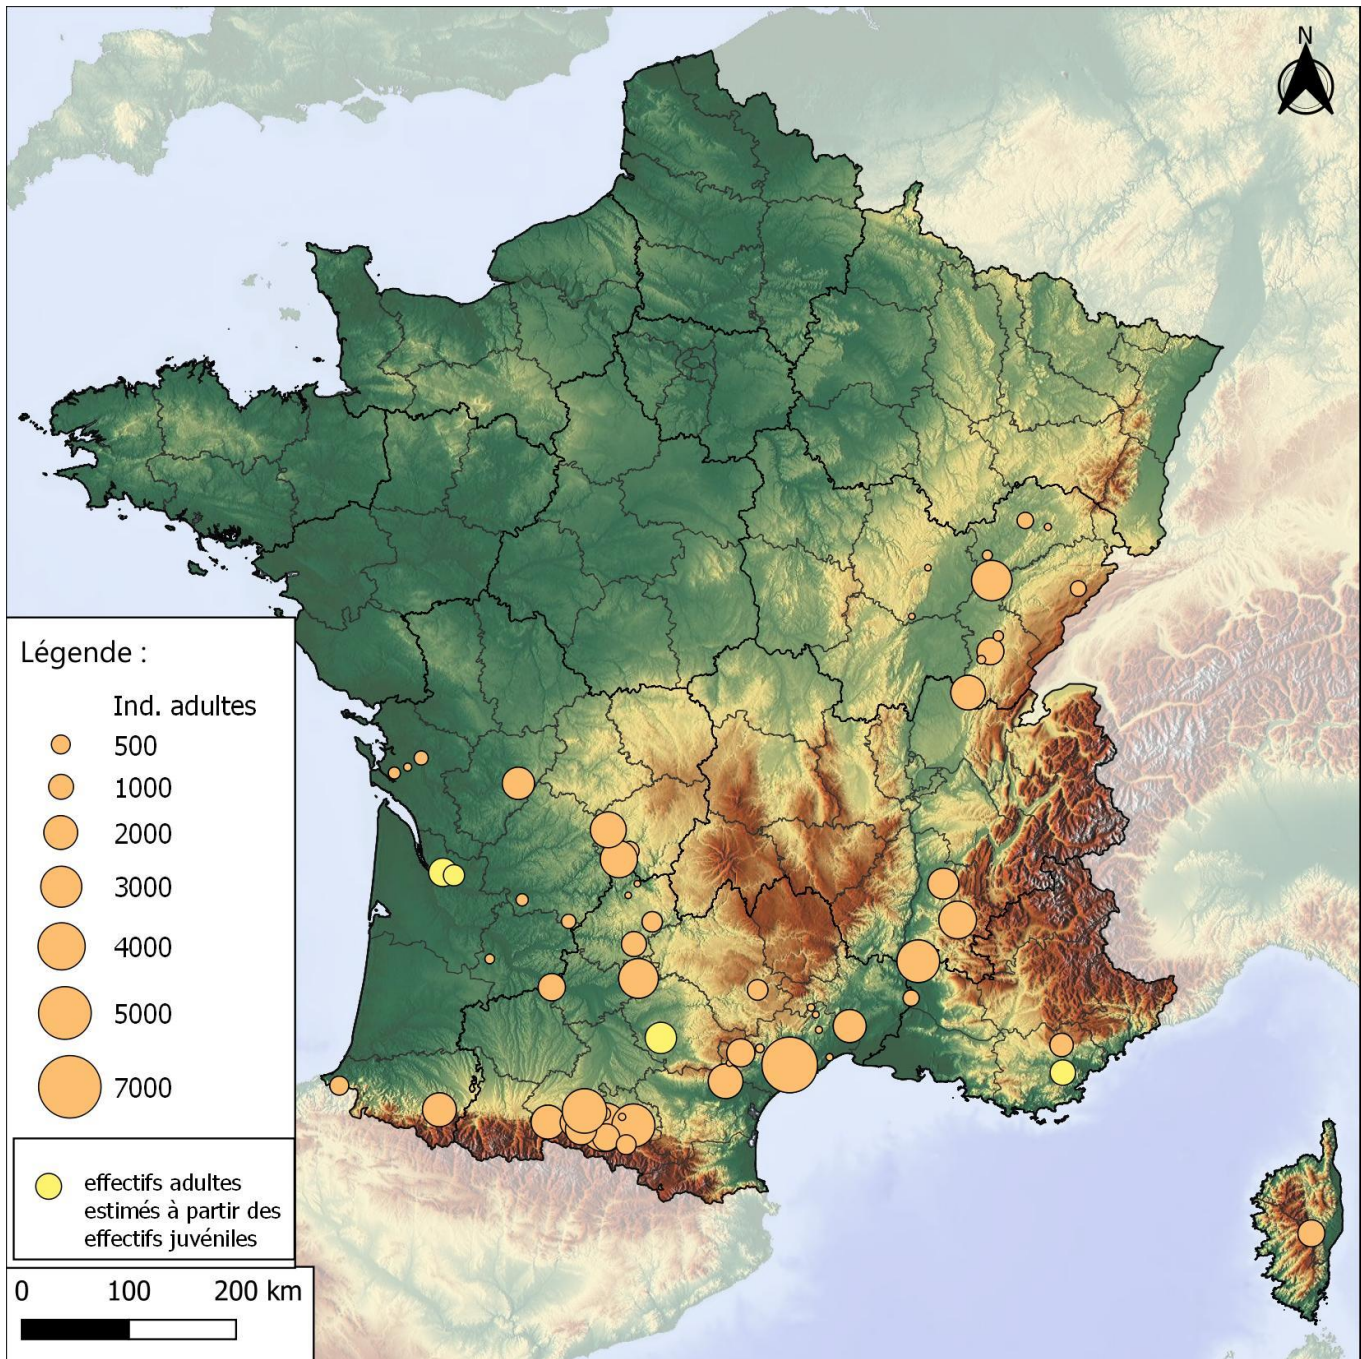 N
Légende :
Ind. adultes
500
1000
2000
3000
4000
5000
7000
effectifs adultes
estimés à partir des
effectifs juvéniles
0 100 200 km